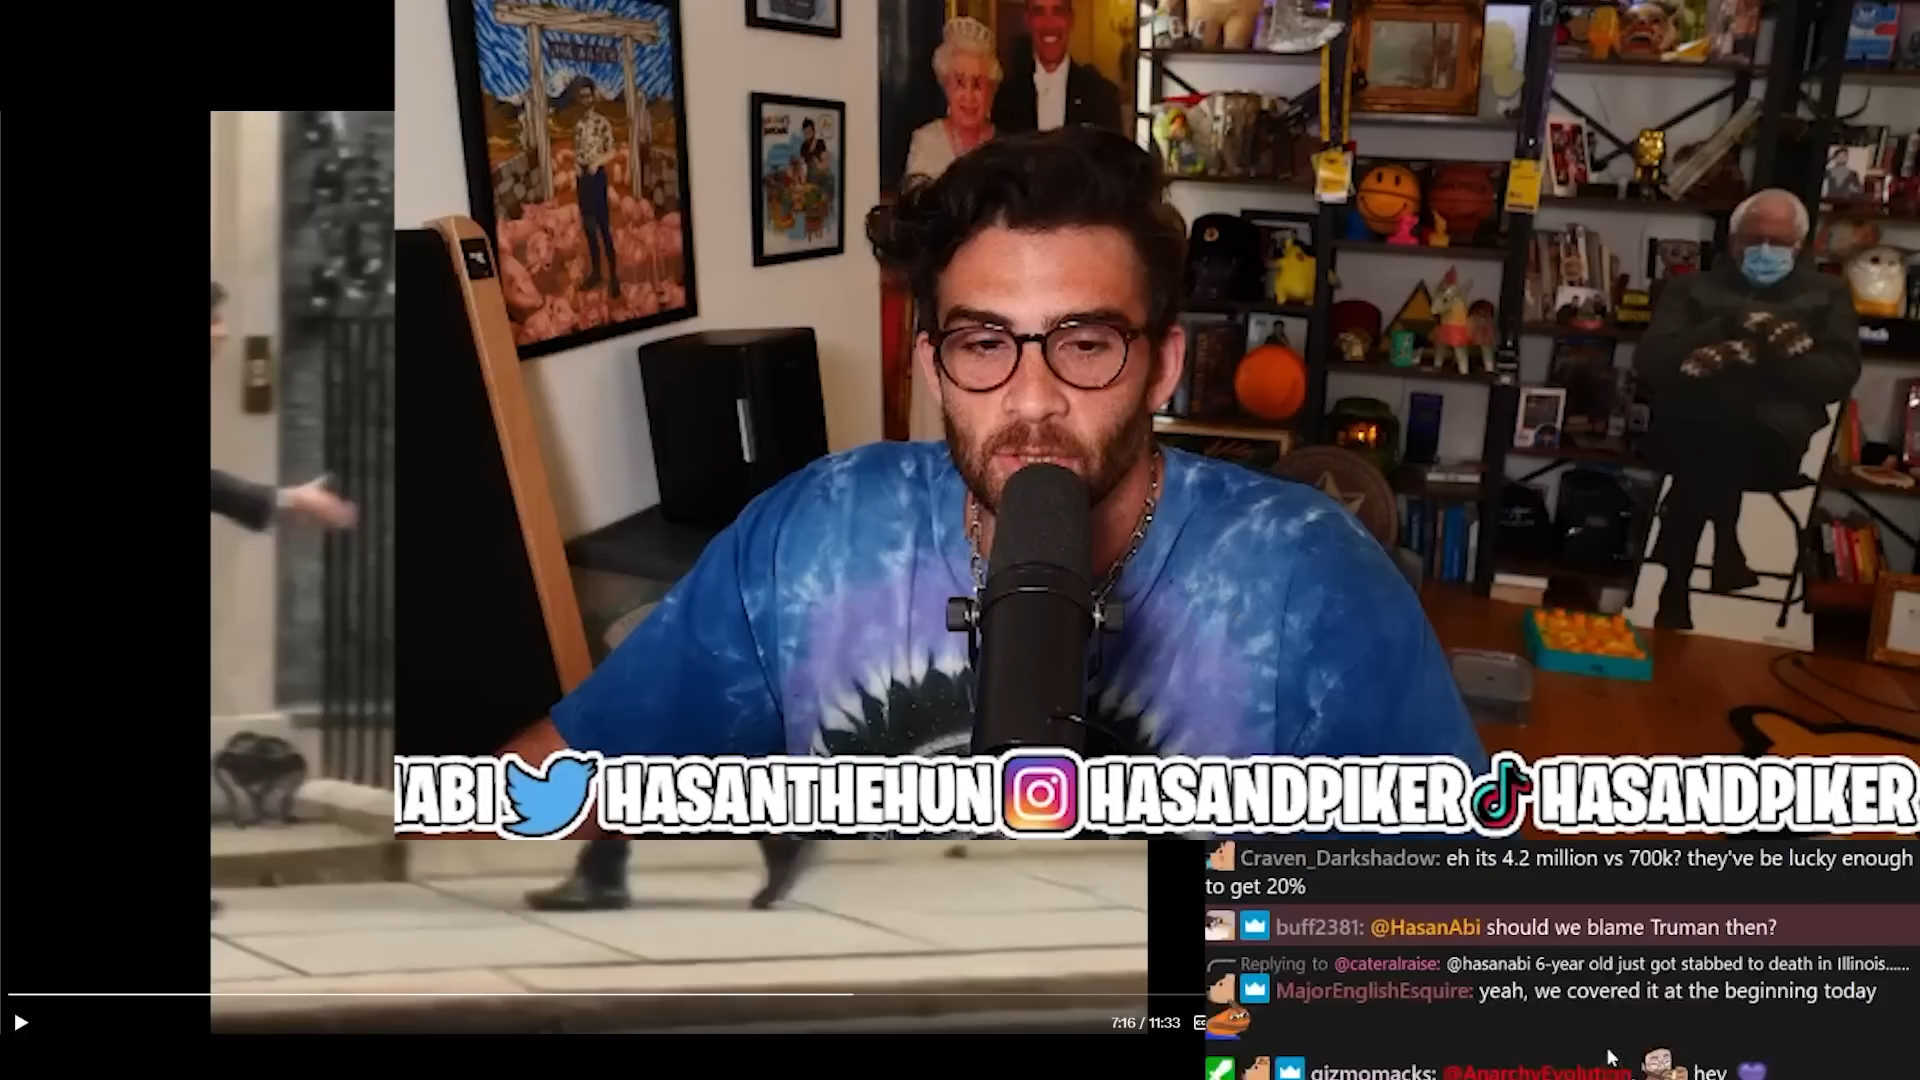 ABI HASANTHEHUN HASANDPIKER HASANDPIKER
Craven_Darkshadow: eh its 4.2 million vs 700k? they've be lucky enough
to get 20%
buff2381: @HasanAbi should we blame Truman then?
Replying to @cateralraise: @hasanabi 6-year old just got stabbed to death in Illinois......
MajorEnglishEsquire: yeah, we covered it at the beginning today
7:16 / 11:33
gizmomacks: @AnarchyEvolution, hey